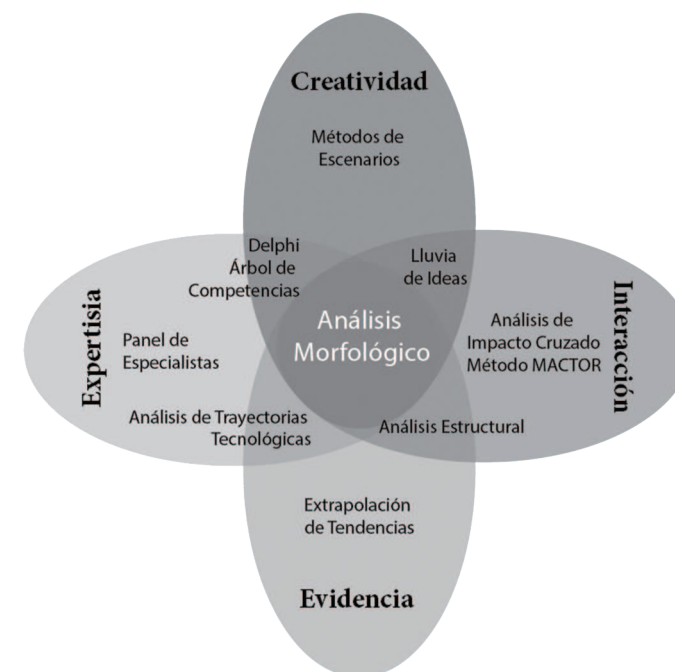 Creatividad
Métodos de
Escenarios
Delphi
Árbol de
Competencias
Lluvia
de Ideas
Expertisia
Panel de
Especialistas
Análisis
Morfológico
Análisis de
Impacto Cruzado
Método MACTOR
Interacción
Análisis de Trayectorias
Tecnológicas
Análisis Estructural
Extrapolación
de Tendencias
Evidencia